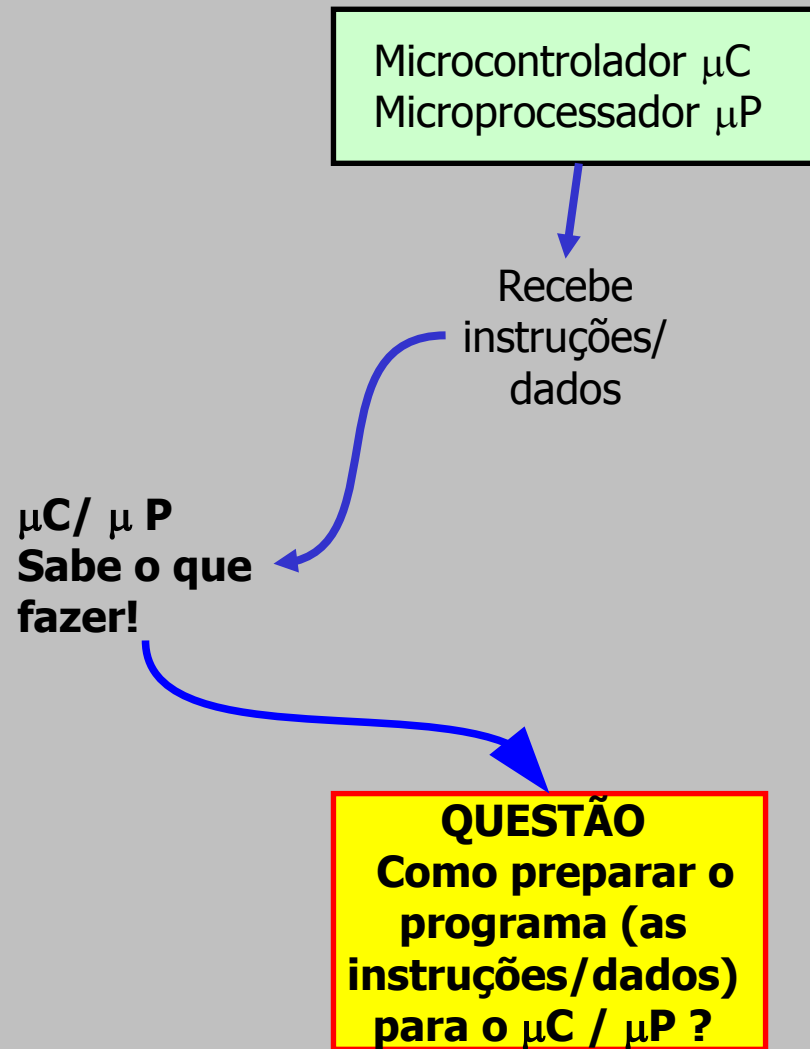 Microcontrolador μC
Microprocessador μP
Recebe
instruções/
dados
μC/ μ P
Sabe o que
fazer!
QUESTÃO
Como preparar o
programa (as
instruções/dados)
para o μC / μP ?